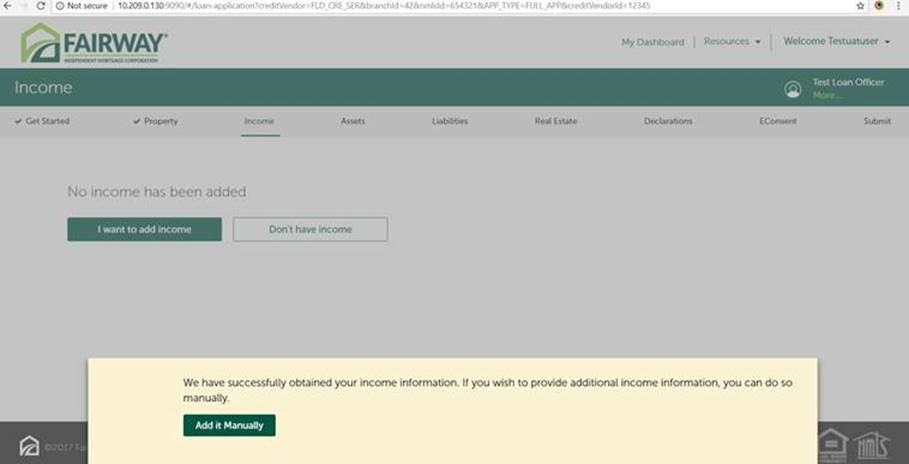 Not secure 10.209.0.130:9090/#/loan-application?creditVendor=FLD_CRE_SER&branchId=42&nmlsId=654321&APP_TYPE=FULL_APP&creditVendorId=12345
FAIRWAY
INDEPENDENT MORTGAGE CORPORATION
My Dashboard Resources Welcome Testuatuser
Income
Test Loan Officer
More...
Get Started Property Income Assets Liabilities Real Estate Declarations EConsent Submit
No income has been added
I want to add income Don't have income
We have successfully obtained your income information. If you wish to provide additional income information, you can do so
manually.
Add it Manually
©2017